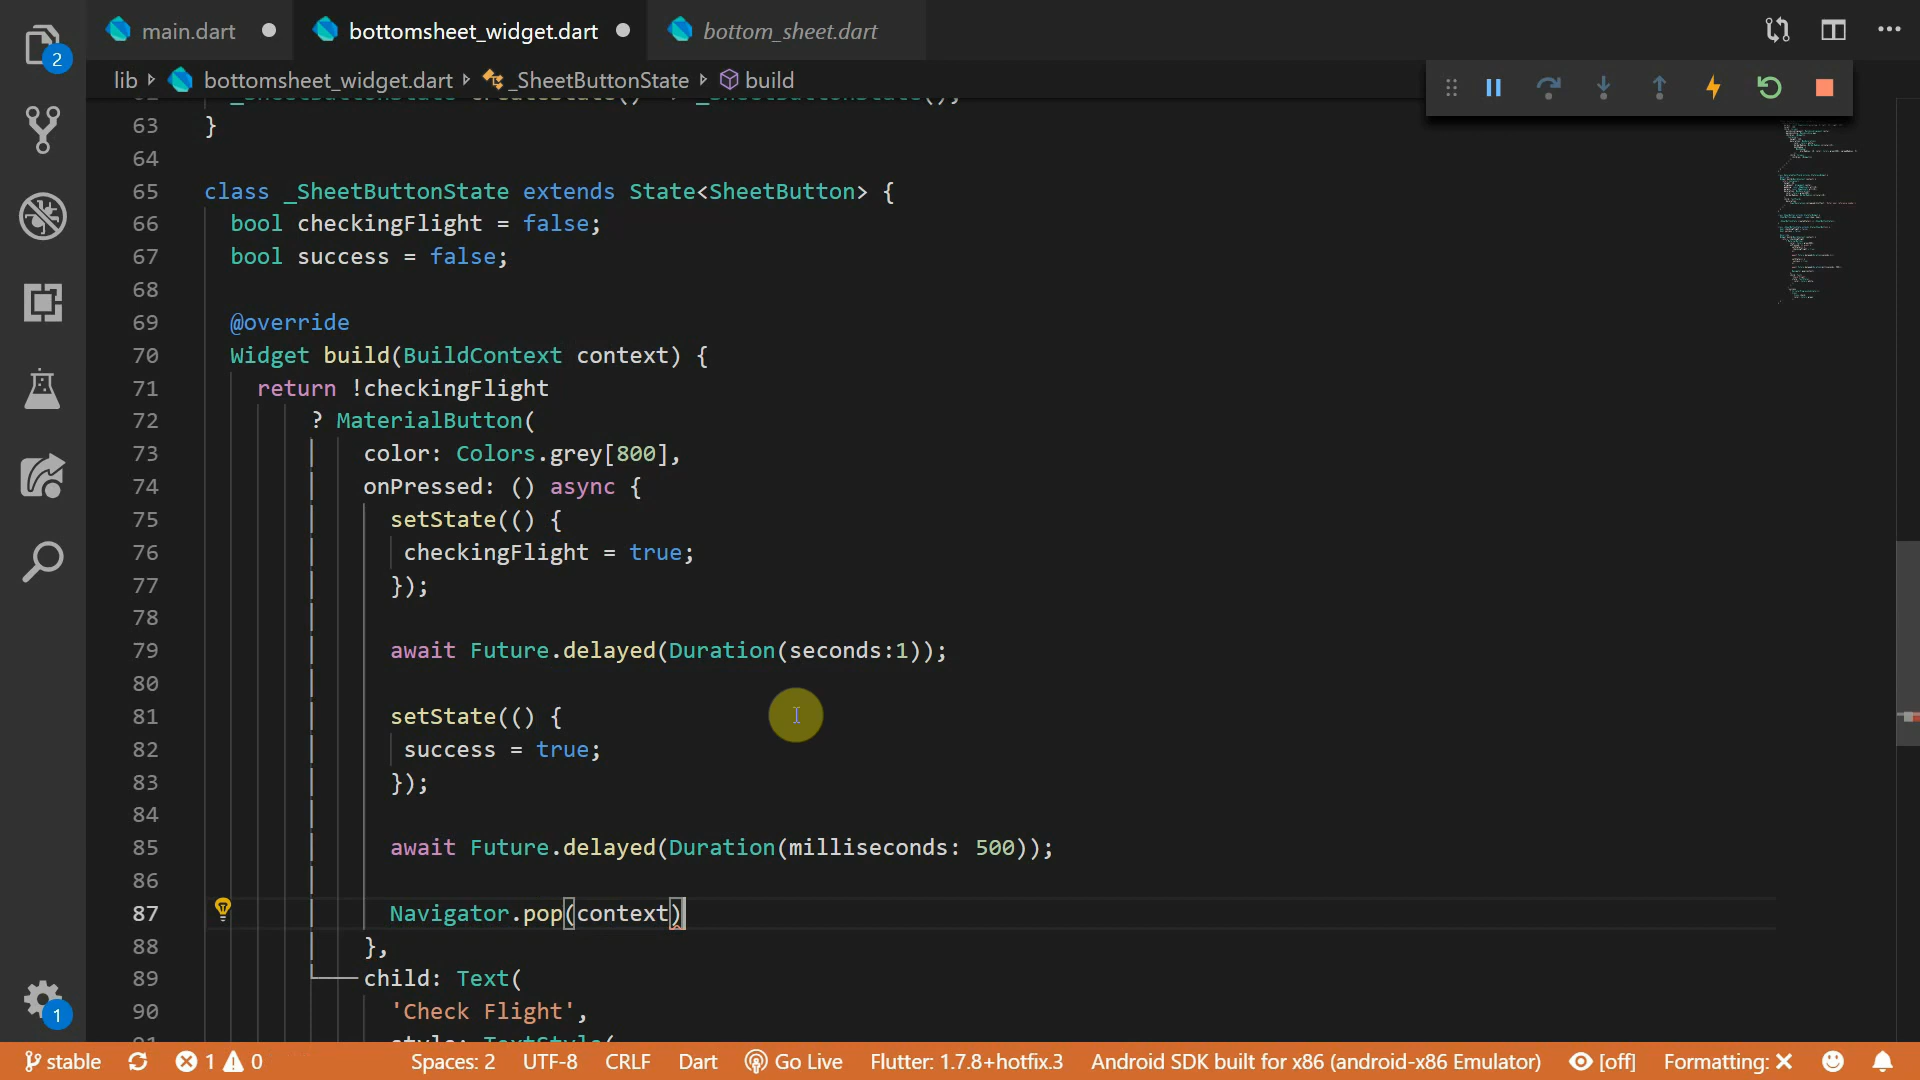 main.dart bottomsheet_widget.dart bottom_sheet.dart
2
lib bottomsheet_widget.dart _SheetButtonState build
63 }
64
65 class _SheetButtonState extends State<SheetButton> {
66 bool checkingFlight = false;
67 bool success = false;
68
69 @override
70 Widget build(BuildContext context) {
71 return !checkingFlight
72 ? MaterialButton(
73 color: Colors.grey[800],
74 onPressed: () async {
75 setState(() {
76 checkingFlight = true;
77 });
78
79 await Future.delayed(Duration(seconds:1));
80
81 setState(() {
82 success = true;
83 });
84
85 await Future.delayed(Duration(milliseconds: 500));
86
87 Navigator.pop(context)
88 },
89 child: Text(
90 'Check Flight',
1
stable 1 0 Spaces: 2 UTF-8 CRLF Dart Go Live Flutter: 1.7.8+hotfix.3 Android SDK built for x86 (android-x86 Emulator) [off] Formatting: ✕